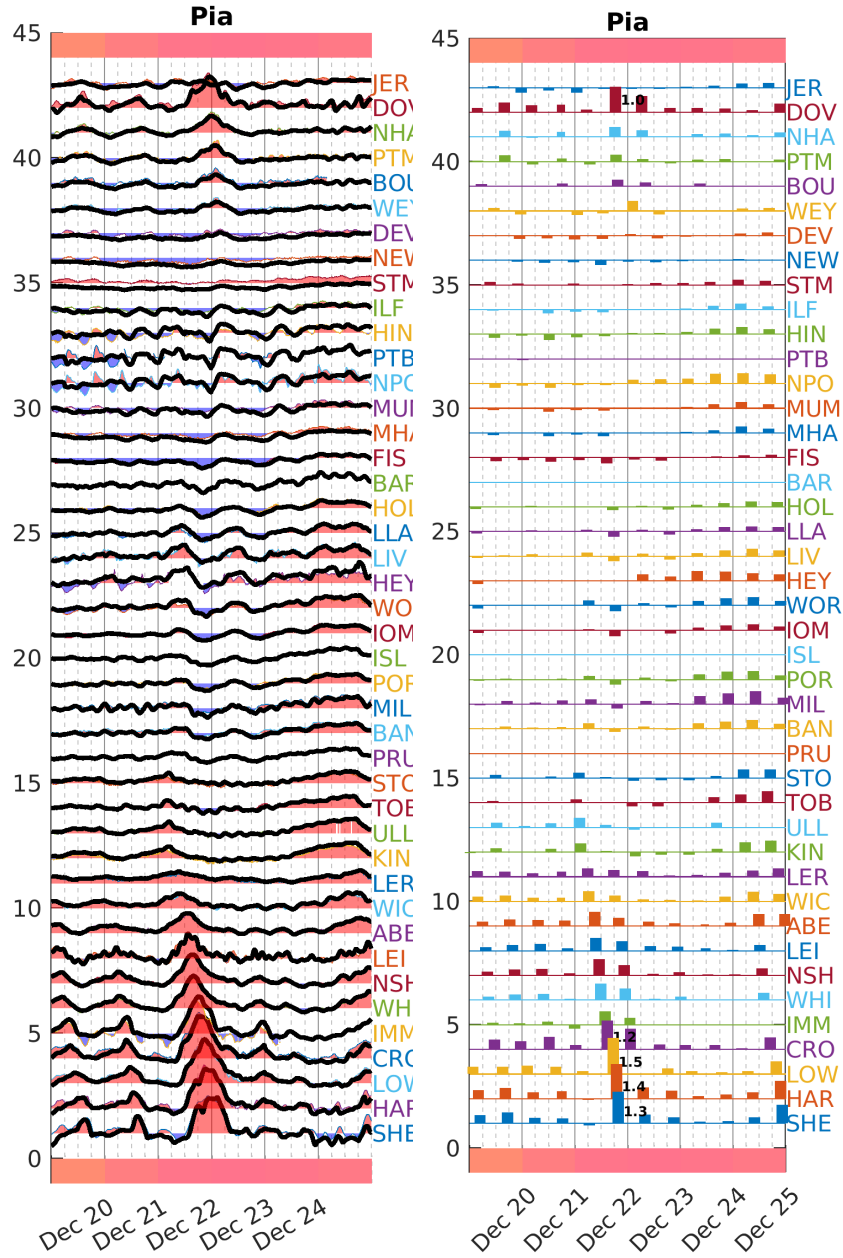 Pia
45
40
35
30
25
20
15
10
5
0
JER
DOV
NHA
PTM
BOU
WEY
DEV
NEW
STM
ILF
HIN
PTB
NPO
MUM
MHA
FIS
BAR
HOL
LLA
LIV
HEY
WO
IOM
ISL
POR
MIL
BAN
PRU
STO
TOB
ULL
KIN
LER
WIC
ABE
LEI
NSH
WH
IMM
CRO
LOW
HAR
SHE
Dec 20
Dec 21
Dec 22
Dec 23
Dec 24
Pia
45
40
35
30
25
20
15
10
5
0
JER
1.0
DOV
NHA
PTM
BOU
WEY
DEV
NEW
STM
ILF
HIN
PTB
NPO
MUM
MHA
FIS
BAR
HOL
LLA
LIV
HEY
WOR
IOM
ISL
POR
MIL
BAN
PRU
STO
TOB
ULL
KIN
LER
WIC
ABE
LEI
NSH
WHI
IMM
1.2
CRO
1.5
LOW
1.4
HAR
1.3
SHE
Dec 20
Dec 21
Dec 22
Dec 23
Dec 24
Dec 25